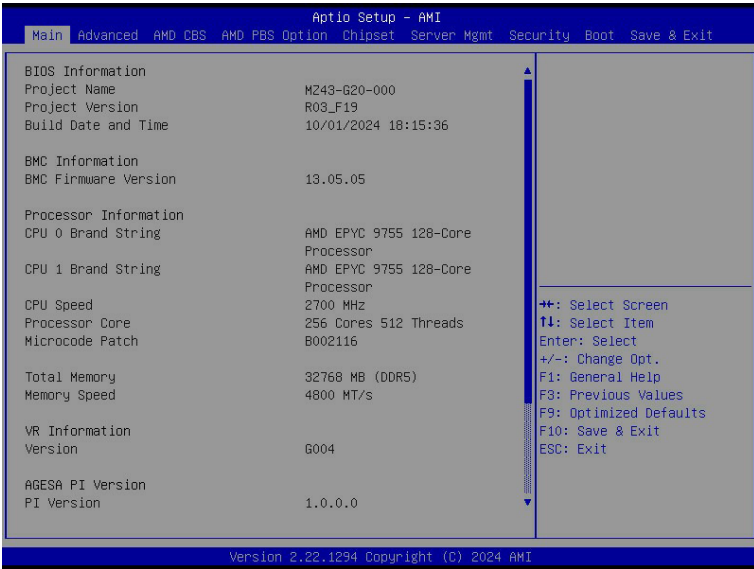 Aptio Setup – AMI
Main Advanced AMD CBS AMD PBS Option Chipset Server Mgmt Security Boot Save & Exit
BIOS Information
Project Name MZ43-G20-000
Project Version R03_F19
Build Date and Time 10/01/2024 18:15:36
BMC Information
BMC Firmware Version 13.05.05
Processor Information
CPU 0 Brand String AMD EPYC 9755 128-Core
Processor
CPU 1 Brand String AMD EPYC 9755 128-Core
Processor
CPU Speed 2700 MHz
Processor Core 256 Cores 512 Threads
Microcode Patch B002116
Total Memory 32768 MB (DDR5)
Memory Speed 4800 MT/s
VR Information
Version G004
AGESA PI Version
PI Version 1.0.0.0
→←: Select Screen
↑↓: Select Item
Enter: Select
+/-: Change Opt.
F1: General Help
F3: Previous Values
F9: Optimized Defaults
F10: Save & Exit
ESC: Exit
Version 2.22.1294 Copyright (C) 2024 AMI